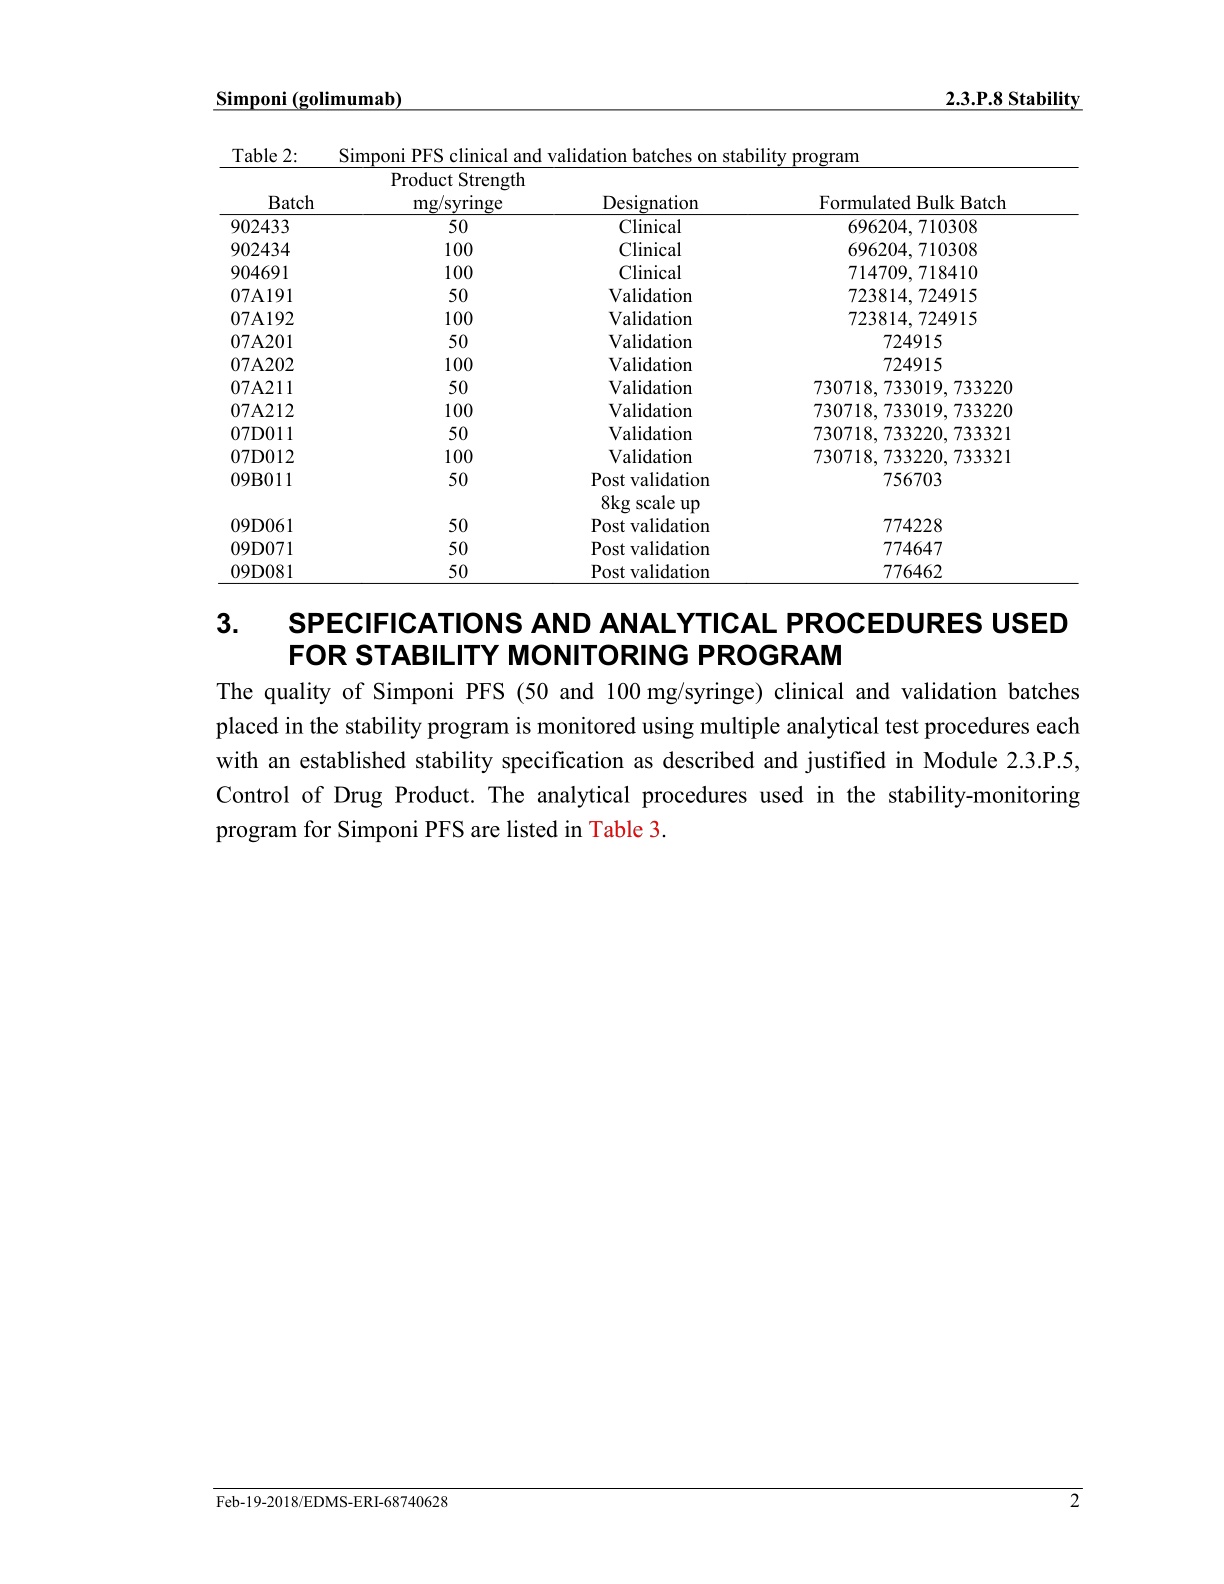 Simponi (golimumab) 2.3.P.8 Stability
Table 2: Simponi PFS clinical and validation batches on stability program
Product Strength
Batch mg/syringe Designation Formulated Bulk Batch
902433 50 Clinical 696204, 710308
902434 100 Clinical 696204, 710308
904691 100 Clinical 714709, 718410
07A191 50 Validation 723814, 724915
07A192 100 Validation 723814, 724915
07A201 50 Validation 724915
07A202 100 Validation 724915
07A211 50 Validation 730718, 733019, 733220
07A212 100 Validation 730718, 733019, 733220
07D011 50 Validation 730718, 733220, 733321
07D012 100 Validation 730718, 733220, 733321
09B011 50 Post validation 756703
8kg scale up
09D061 50 Post validation 774228
09D071 50 Post validation 774647
09D081 50 Post validation 776462
3. SPECIFICATIONS AND ANALYTICAL PROCEDURES USED
FOR STABILITY MONITORING PROGRAM
The quality of Simponi PFS (50 and 100 mg/syringe) clinical and validation batches
placed in the stability program is monitored using multiple analytical test procedures each
with an established stability specification as described and justified in Module 2.3.P.5,
Control of Drug Product. The analytical procedures used in the stability-monitoring
program for Simponi PFS are listed in Table 3.
Feb-19-2018/EDMS-ERI-68740628 2